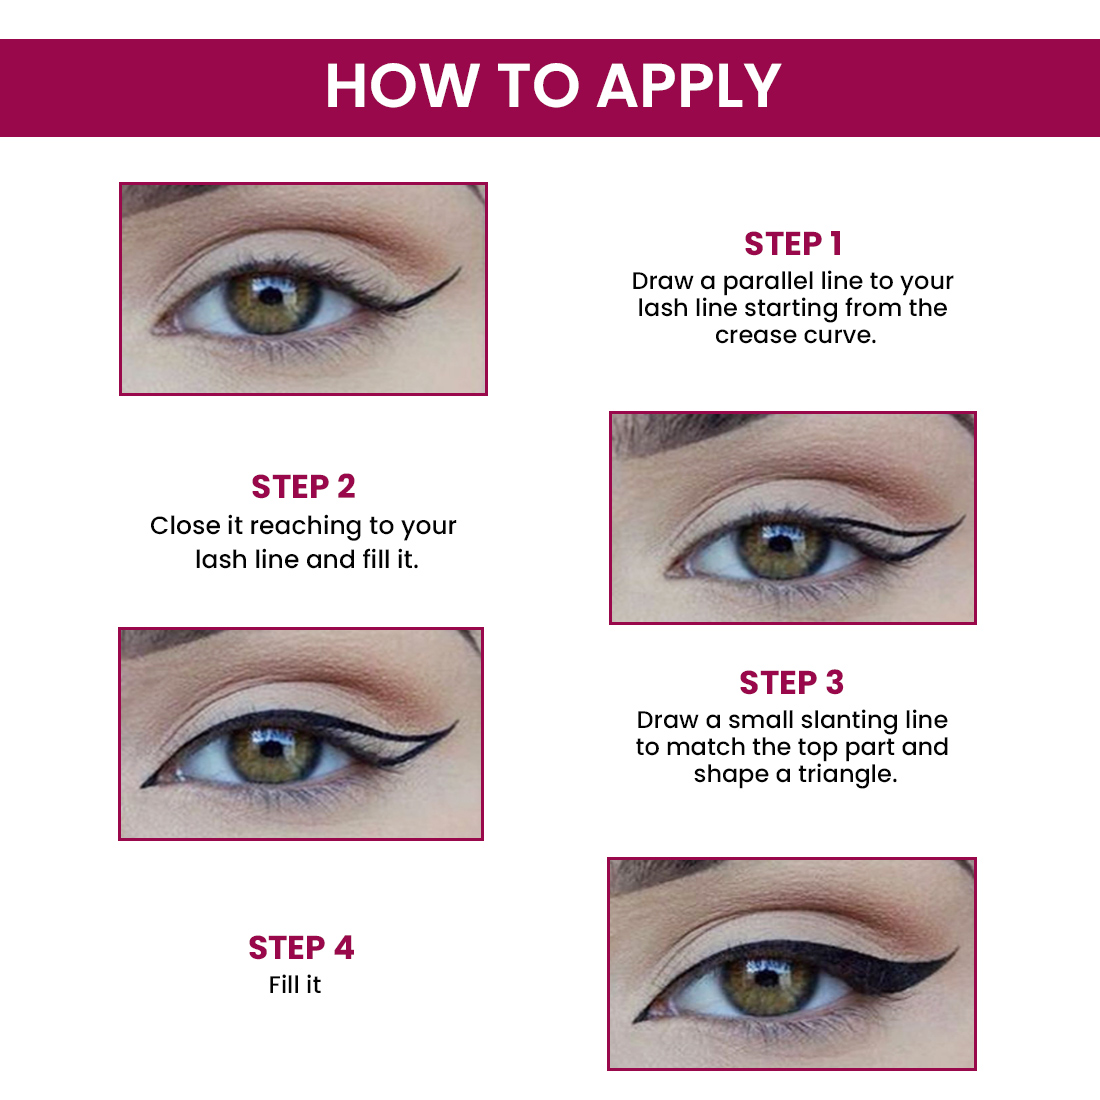 HOW TO APPLY
STEP 1
Draw a parallel line to your
lash line starting from the
crease curve.
STEP 2
Close it reaching to your
lash line and fill it.
STEP 3
Draw a small slanting line
to match the top part and
shape a triangle.
STEP 4
Fill it